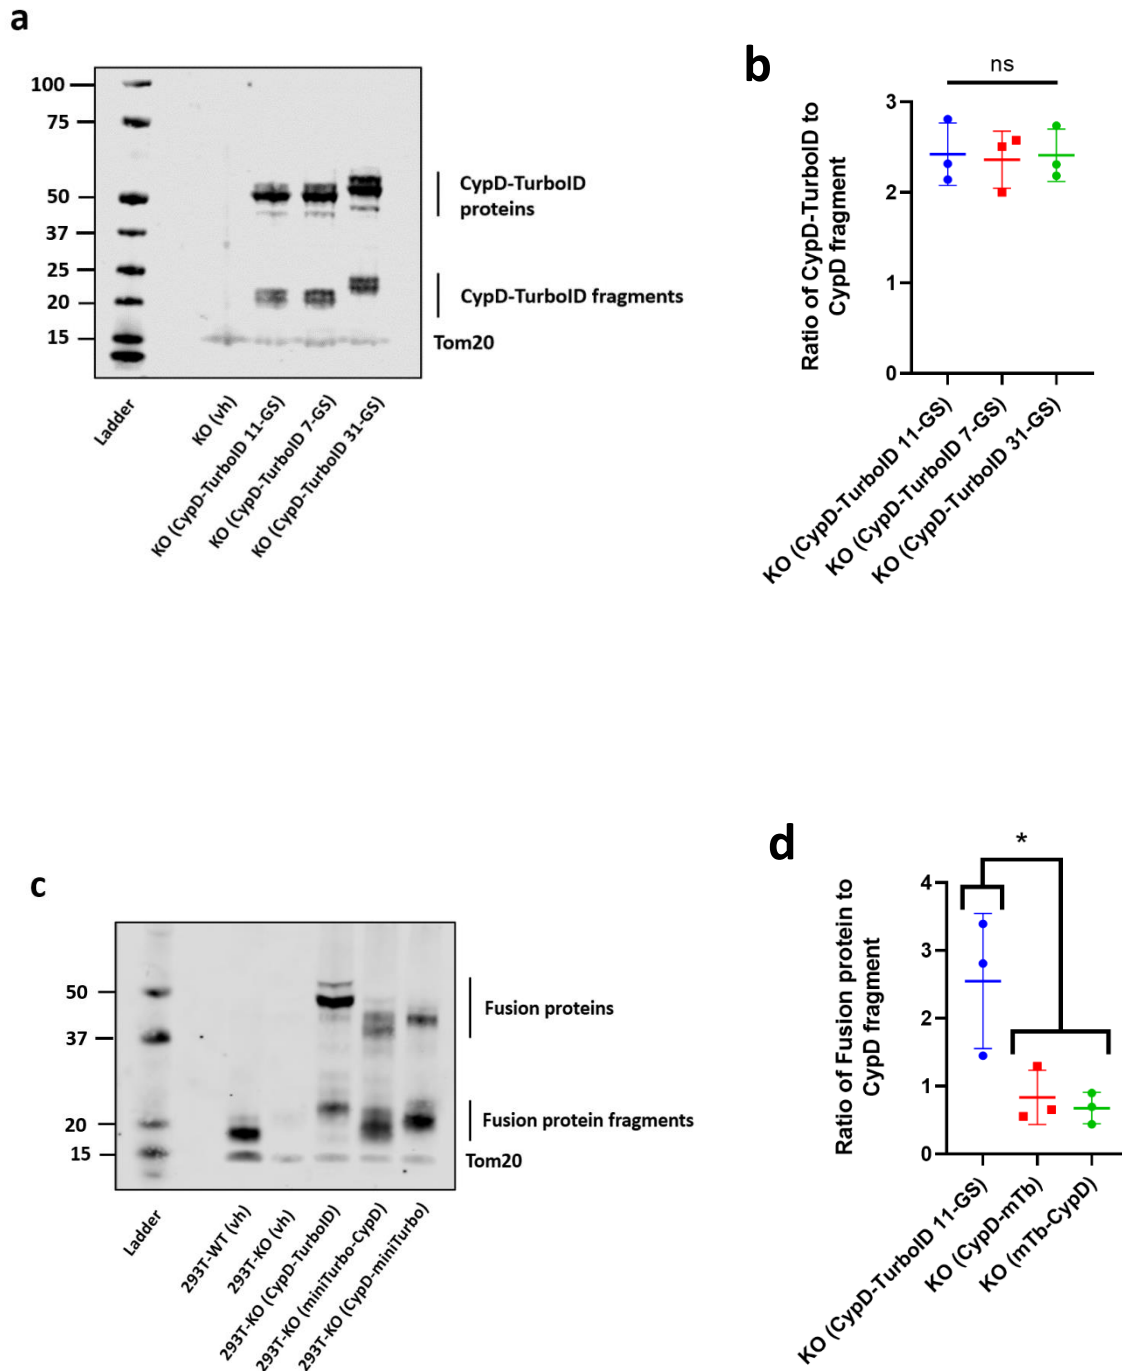 a
100
75
50
37
25
20
15
CypD-TurboID
proteins
CypD-TurboID fragments
Tom20
Ladder
KO (vh)
KO (CypD-TurboID 11-GS)
KO (CypD-TurboID 7-GS)
KO (CypD-TurboID 31-GS)
b
ns
3
2
1
0
Ratio of CypD-TurboID to
CypD fragment
KO (CypD-TurboID 11-GS)
KO (CypD-TurboID 7-GS)
KO (CypD-TurboID 31-GS)
c
50
37
20
15
Fusion proteins
Fusion protein fragments
Tom20
Ladder
293T-WT (vh)
293T-KO (vh)
293T-KO (CypD-TurboID)
293T-KO (miniTurbo-CypD)
293T-KO (CypD-miniTurbo)
d
*
4
3
2
1
0
Ratio of Fusion protein to
CypD fragment
KO (CypD-TurboID 11-GS)
KO (CypD-mTb)
KO (mTb-CypD)